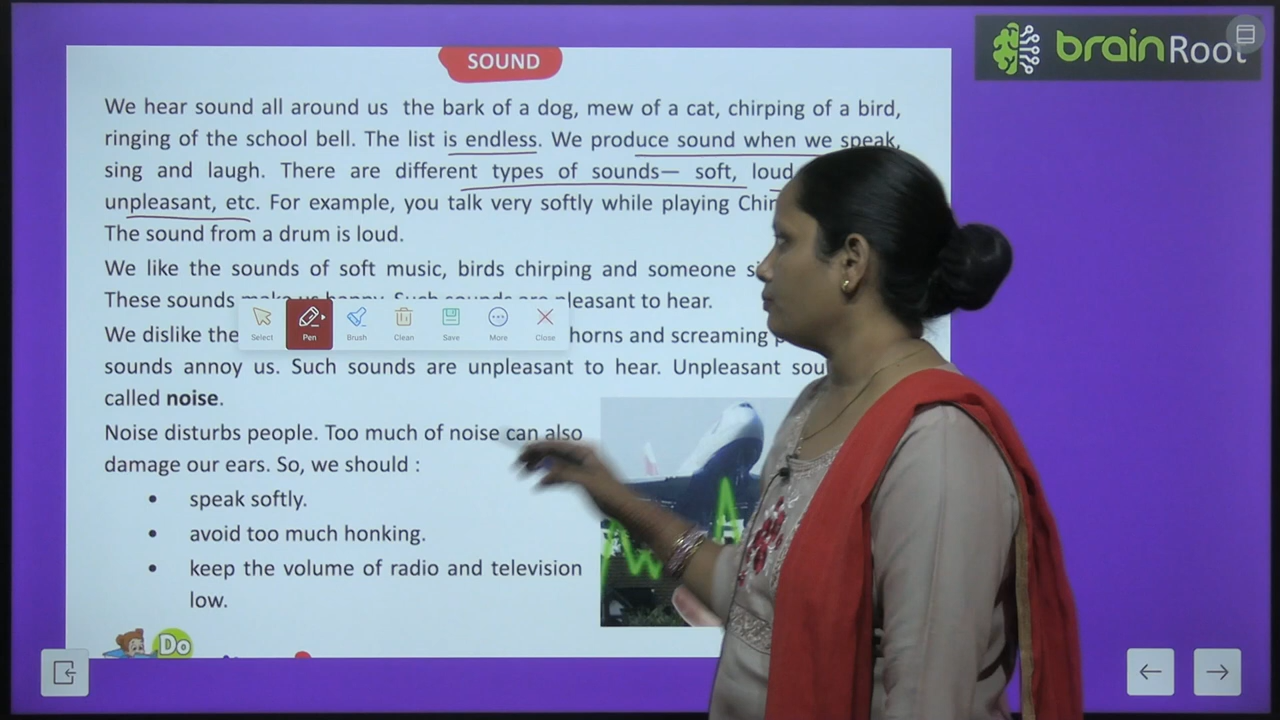 brainRoot
SOUND
We hear sound all around us the bark of a dog, mew of a cat, chirping of a bird,
ringing of the school bell. The list is endless. We produce sound when we speak,
sing and laugh. There are different types of sounds— soft, loud
unpleasant, etc. For example, you talk very softly while playing
The sound from a drum is loud.
We like the sounds of soft music, birds chirping and someone
These sounds make us happy. Such sounds are pleasant to hear.
We dislike the horns and screaming
Select Pen Brush Clean Save More Close
sounds annoy us. Such sounds are unpleasant to hear. Unpleasant
called noise.
Noise disturbs people. Too much of noise can also
damage our ears. So, we should :
• speak softly.
• avoid too much honking.
• keep the volume of radio and television
low.
Do